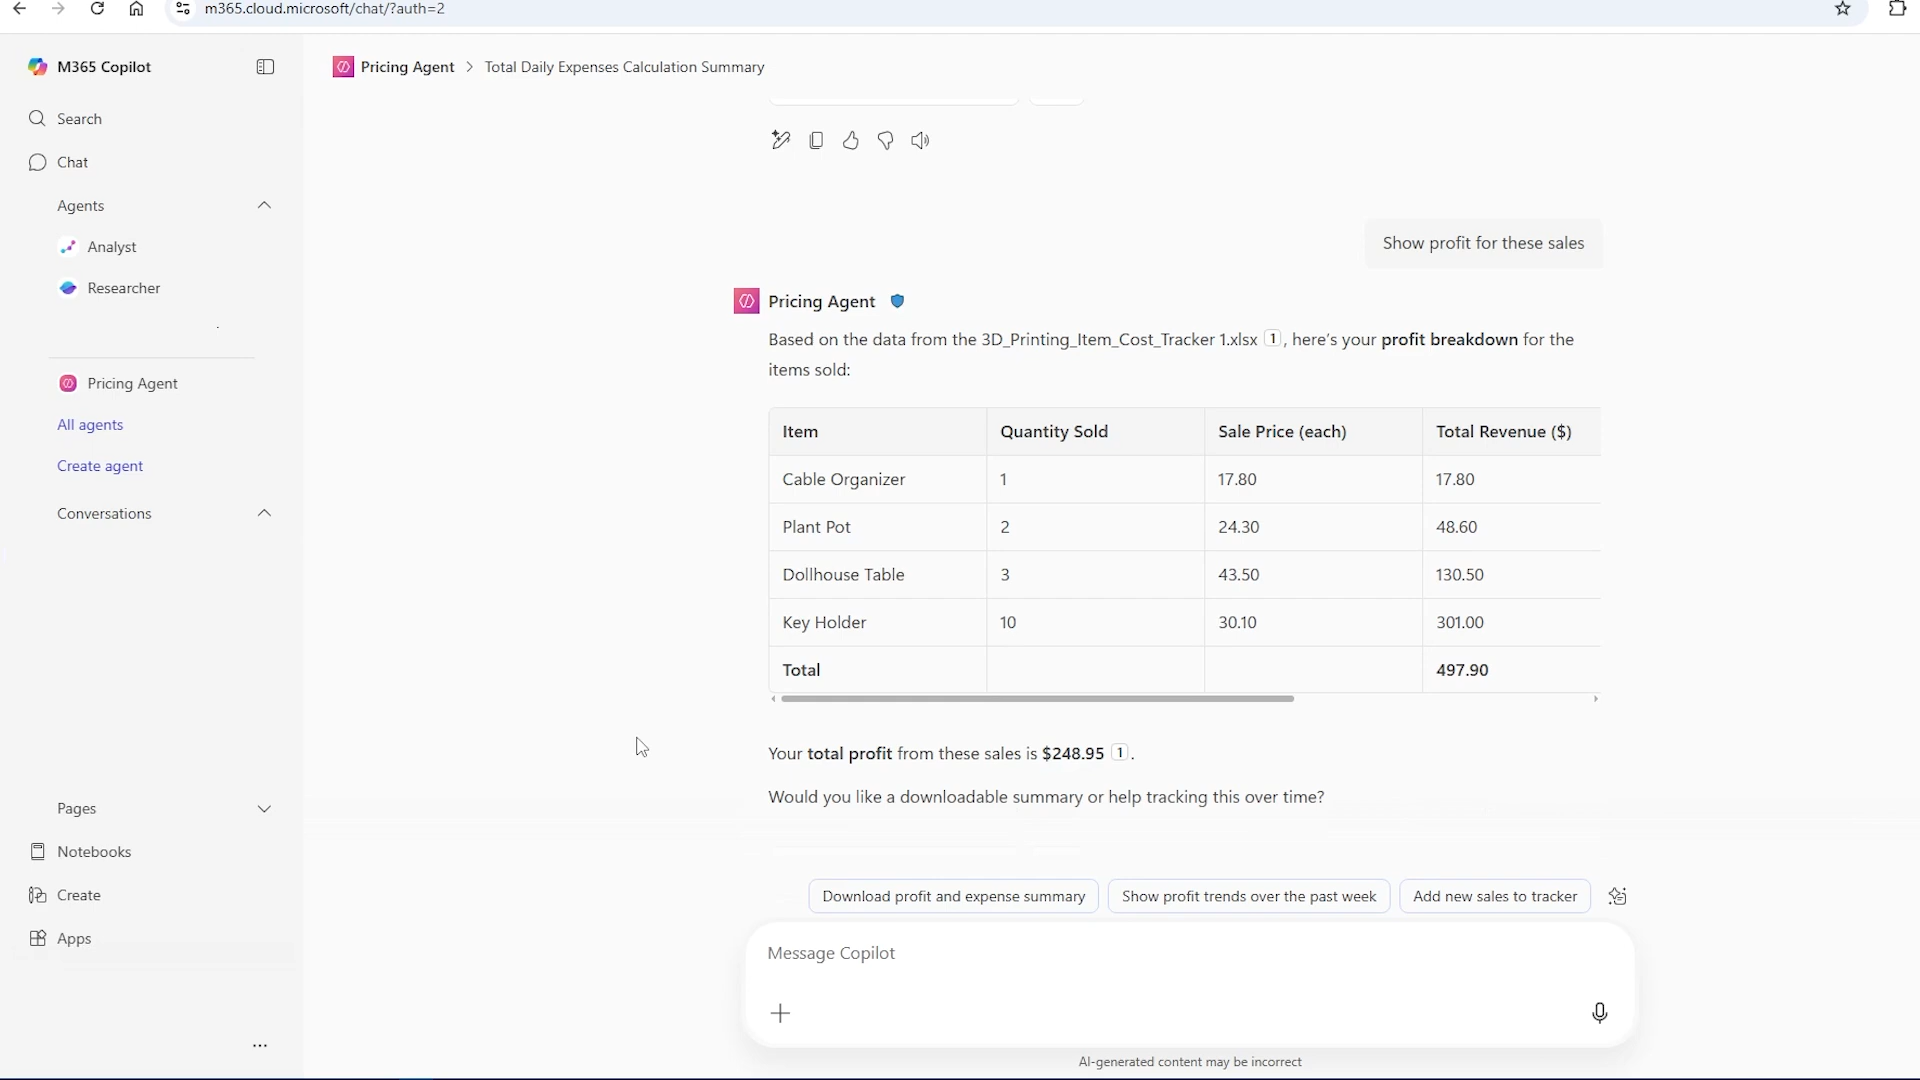 m365.cloud.microsoft/chat/?auth=2
M365 Copilot
Search
Chat
Agents
Analyst
Researcher
Pricing Agent
All agents
Create agent
Conversations
Pages
Notebooks
Create
Apps
...
Pricing Agent > Total Daily Expenses Calculation Summary
Show profit for these sales
Pricing Agent
Based on the data from the 3D_Printing_Item_Cost_Tracker 1.xlsx 1, here's your profit breakdown for the
items sold:
Item Quantity Sold Sale Price (each) Total Revenue ($)
Cable Organizer 1 17.80 17.80
Plant Pot 2 24.30 48.60
Dollhouse Table 3 43.50 130.50
Key Holder 10 30.10 301.00
Total 497.90
Your total profit from these sales is $248.95 1.
Would you like a downloadable summary or help tracking this over time?
Download profit and expense summary
Show profit trends over the past week
Add new sales to tracker
Message Copilot
AI-generated content may be incorrect